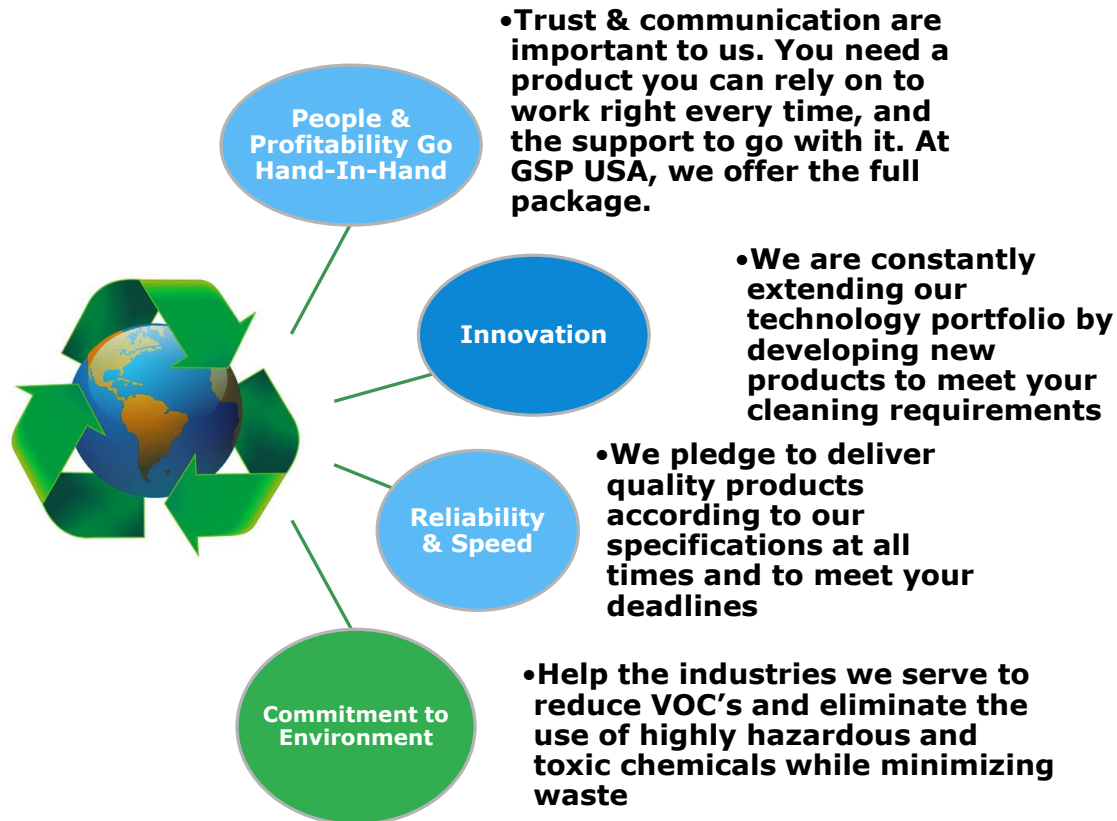 People &
Profitability Go
Hand-In-Hand
•Trust & communication are
important to us. You need a
product you can rely on to
work right every time, and
the support to go with it. At
GSP USA, we offer the full
package.
Innovation
•We are constantly
extending our
technology portfolio by
developing new
products to meet your
cleaning requirements
Reliability
& Speed
•We pledge to deliver
quality products
according to our
specifications at all
times and to meet your
deadlines
Commitment to
Environment
•Help the industries we serve to
reduce VOC’s and eliminate the
use of highly hazardous and
toxic chemicals while minimizing
waste